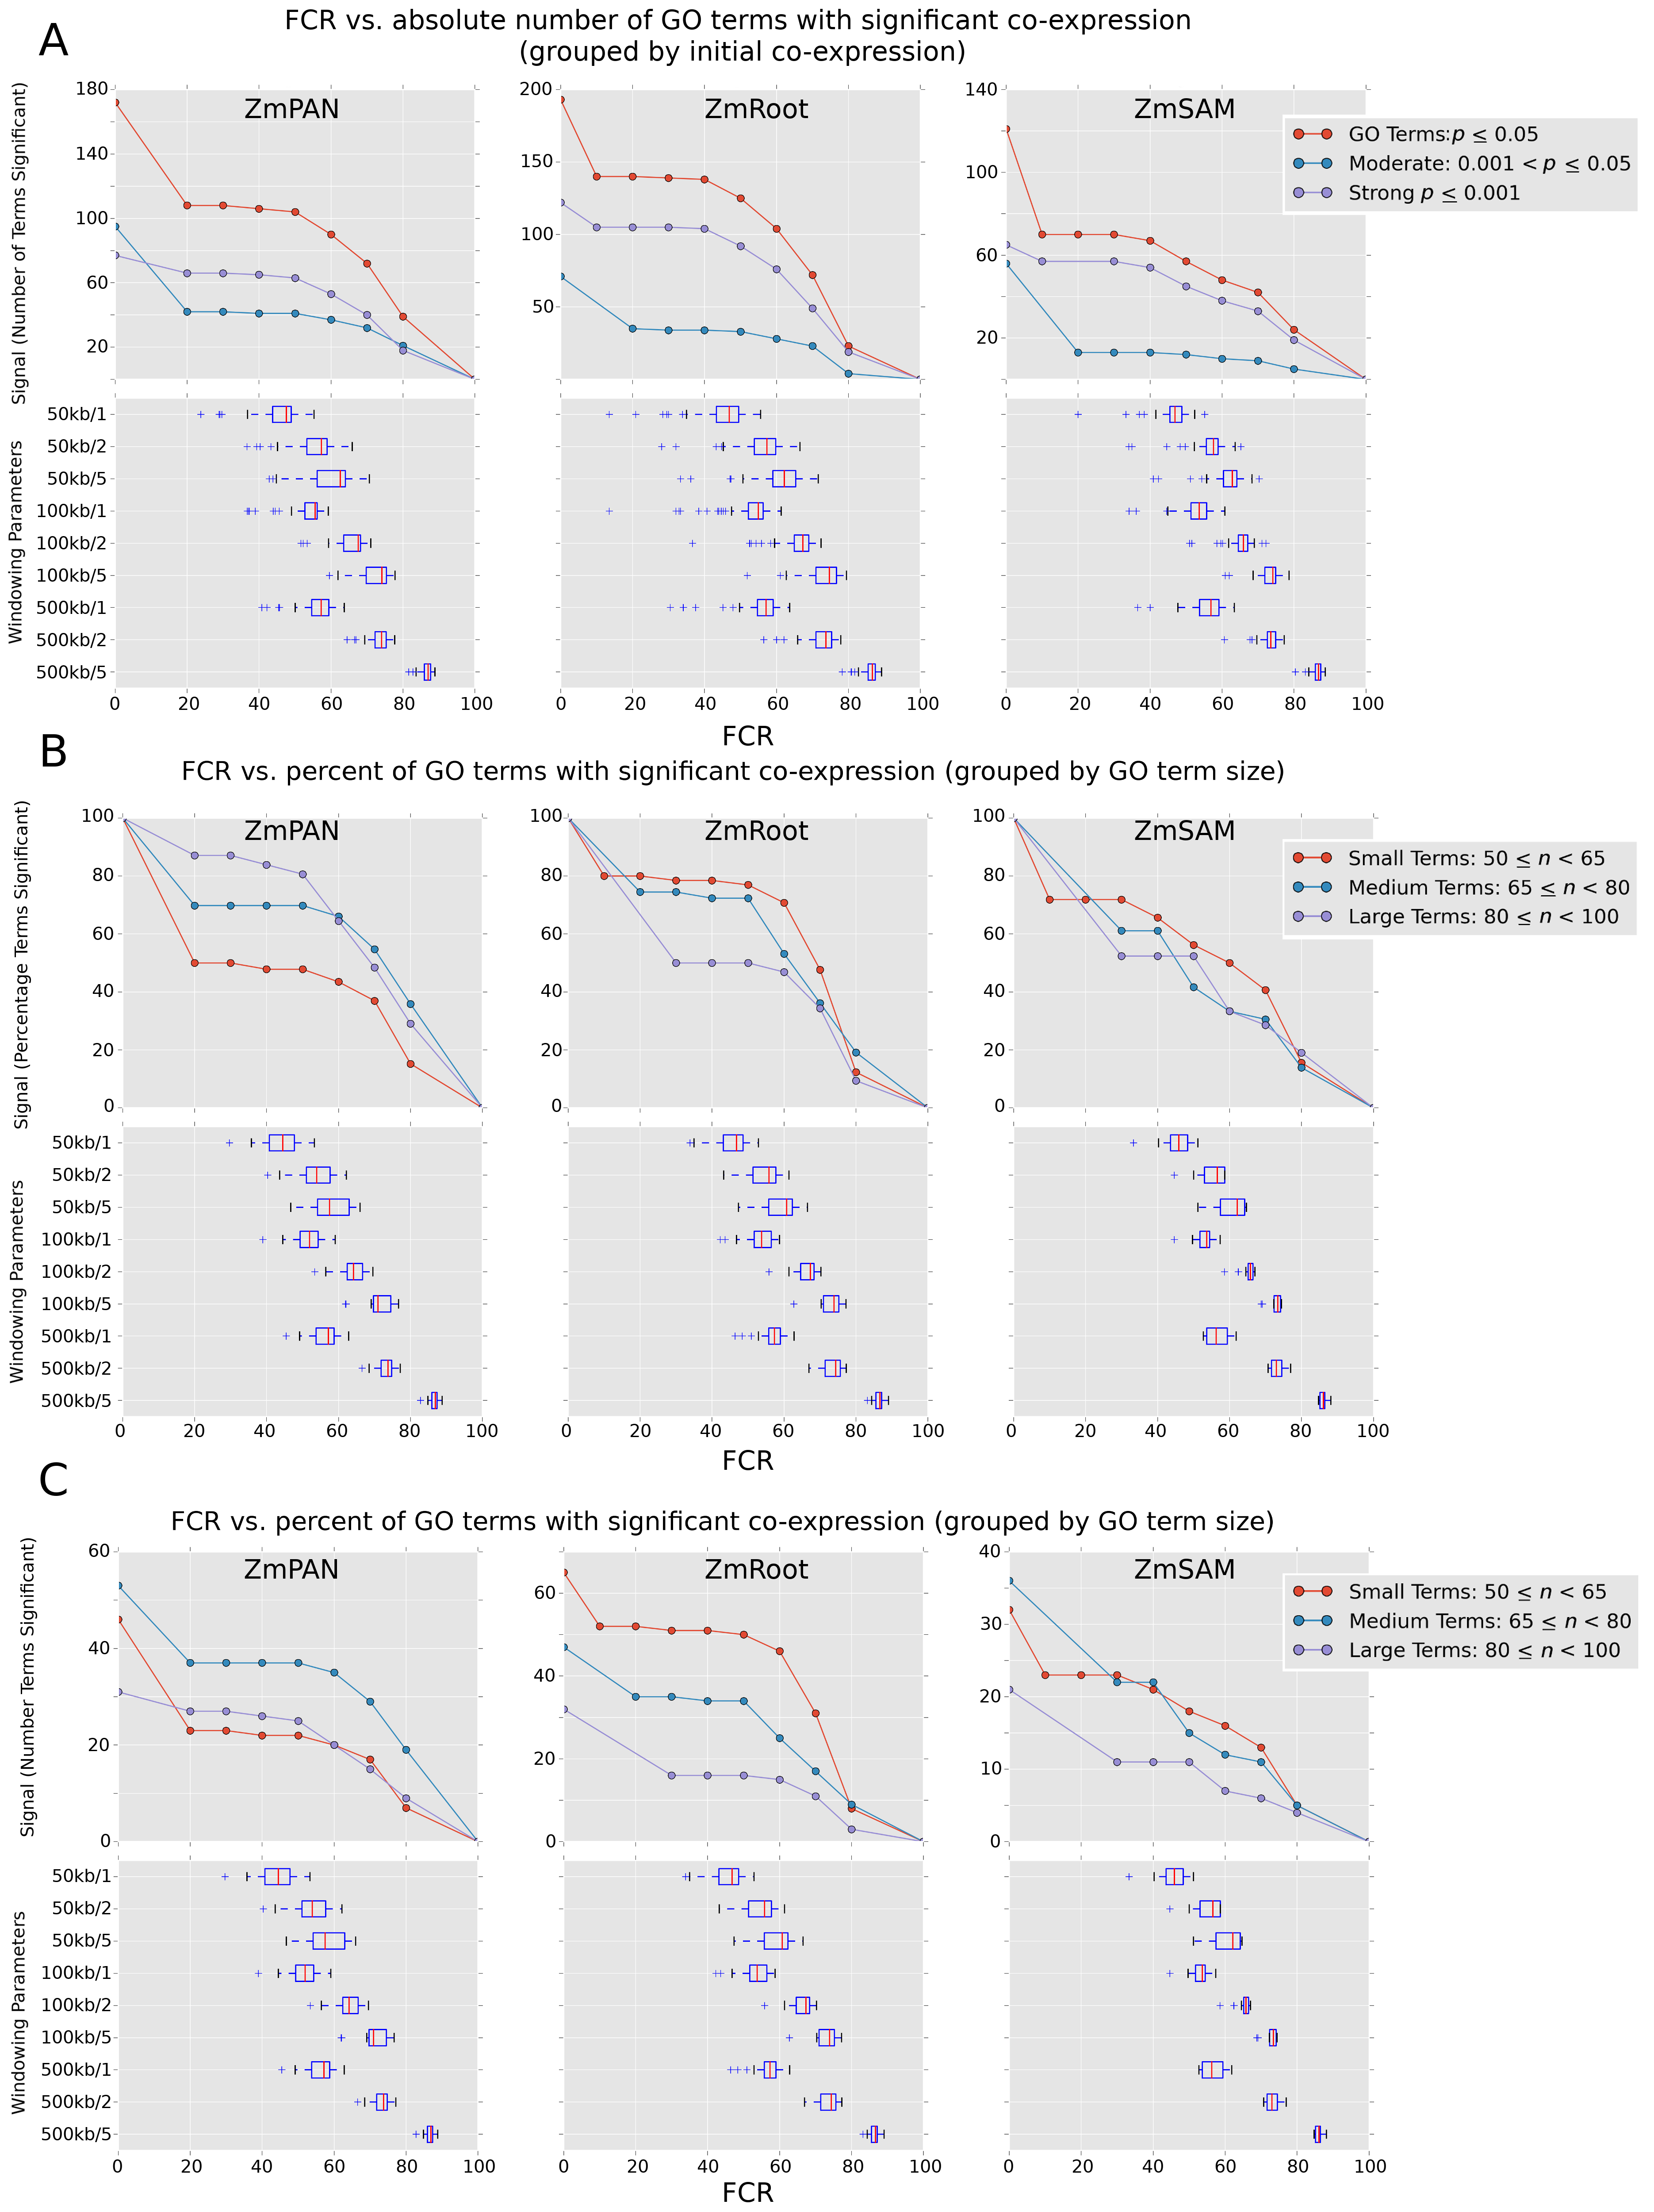 A
FCR vs. absolute number of GO terms with significant co-expression
(grouped by initial co-expression)
Signal (Number of Terms Significant)
ZmPAN
180
140
100
60
20
ZmRoot
200
150
100
50
ZmSAM
140
100
60
20
GO Terms:p ≤ 0.05
Moderate: 0.001 < p ≤ 0.05
Strong p ≤ 0.001
Windowing Parameters
50kb/1
50kb/2
50kb/5
100kb/1
100kb/2
100kb/5
500kb/1
500kb/2
500kb/5
0 20 40 60 80 100
0 20 40 60 80 100
0 20 40 60 80 100
FCR
B
FCR vs. percent of GO terms with significant co-expression (grouped by GO term size)
Signal (Percentage Terms Significant)
ZmPAN
100
80
60
40
20
0
ZmRoot
100
80
60
40
20
0
ZmSAM
100
80
60
40
20
0
Small Terms: 50 ≤ n < 65
Medium Terms: 65 ≤ n < 80
Large Terms: 80 ≤ n < 100
Windowing Parameters
50kb/1
50kb/2
50kb/5
100kb/1
100kb/2
100kb/5
500kb/1
500kb/2
500kb/5
0 20 40 60 80 100
0 20 40 60 80 100
0 20 40 60 80 100
FCR
C
FCR vs. percent of GO terms with significant co-expression (grouped by GO term size)
Signal (Number Terms Significant)
ZmPAN
60
40
20
0
ZmRoot
60
40
20
0
ZmSAM
40
30
20
10
0
Small Terms: 50 ≤ n < 65
Medium Terms: 65 ≤ n < 80
Large Terms: 80 ≤ n < 100
Windowing Parameters
50kb/1
50kb/2
50kb/5
100kb/1
100kb/2
100kb/5
500kb/1
500kb/2
500kb/5
0 20 40 60 80 100
0 20 40 60 80 100
0 20 40 60 80 100
FCR